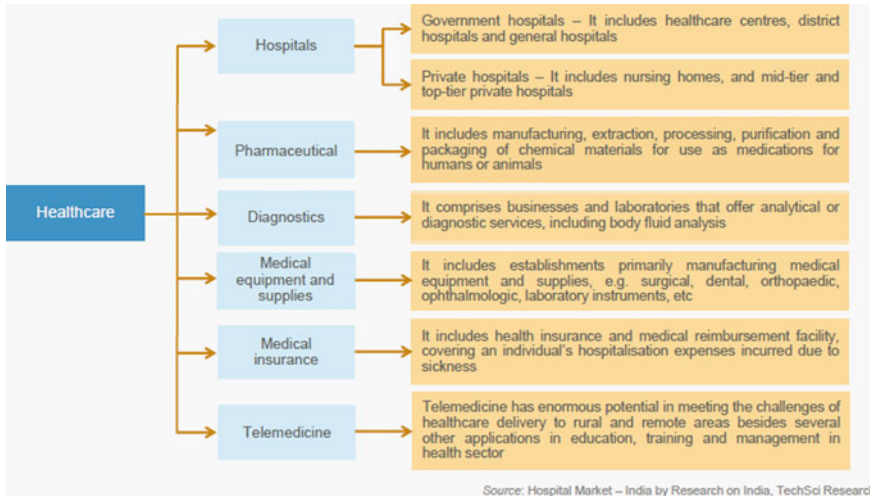 Healthcare
Hospitals
Government hospitals – It includes healthcare centres, district
hospitals and general hospitals
Private hospitals – It includes nursing homes, and mid-tier and
top-tier private hospitals
Pharmaceutical
It includes manufacturing, extraction, processing, purification and
packaging of chemical materials for use as medications for
humans or animals
Diagnostics
It comprises businesses and laboratories that offer analytical or
diagnostic services, including body fluid analysis
Medical
equipment and
supplies
It includes establishments primarily manufacturing medical
equipment and supplies, e.g. surgical, dental, orthopaedic,
ophthalmologic, laboratory instruments, etc
Medical
insurance
It includes health insurance and medical reimbursement facility,
covering an individual's hospitalisation expenses incurred due to
sickness
Telemedicine
Telemedicine has enormous potential in meeting the challenges of
healthcare delivery to rural and remote areas besides several
other applications in education, training and management in
health sector
Source: Hospital Market – India by Research on India, TechSci Research